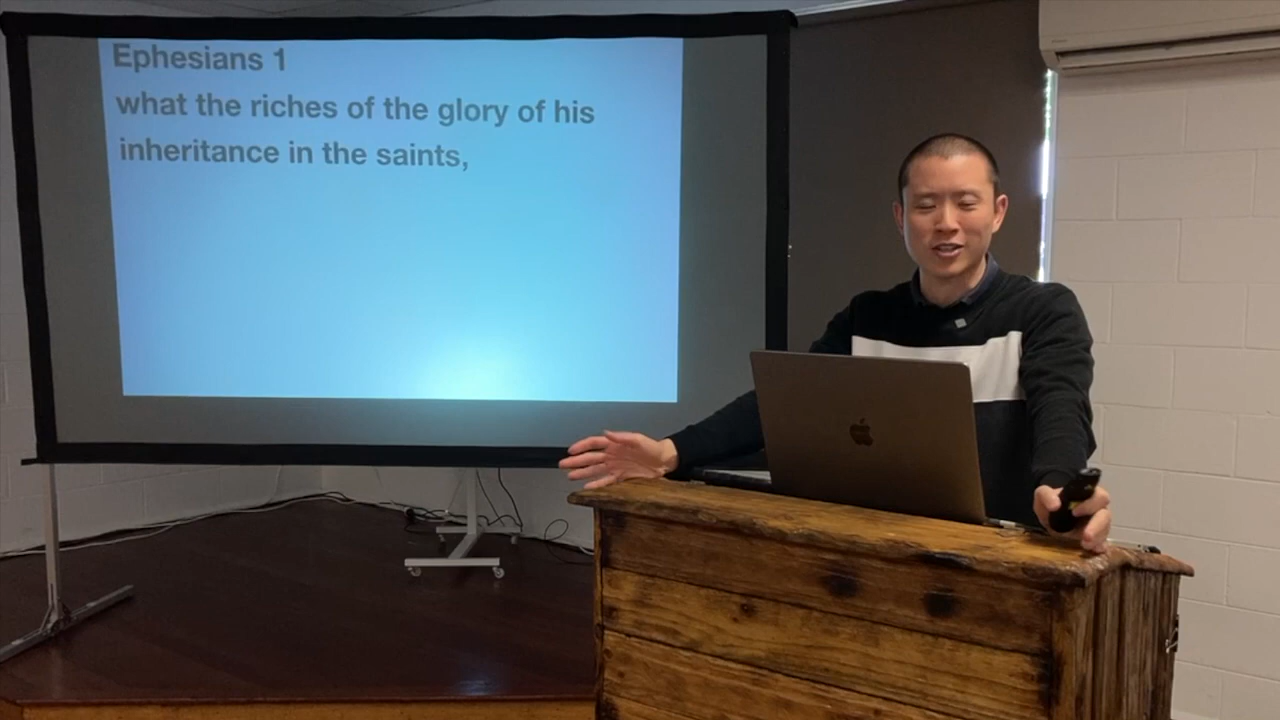 Ephesians 1
what the riches of the glory of his
inheritance in the saints,